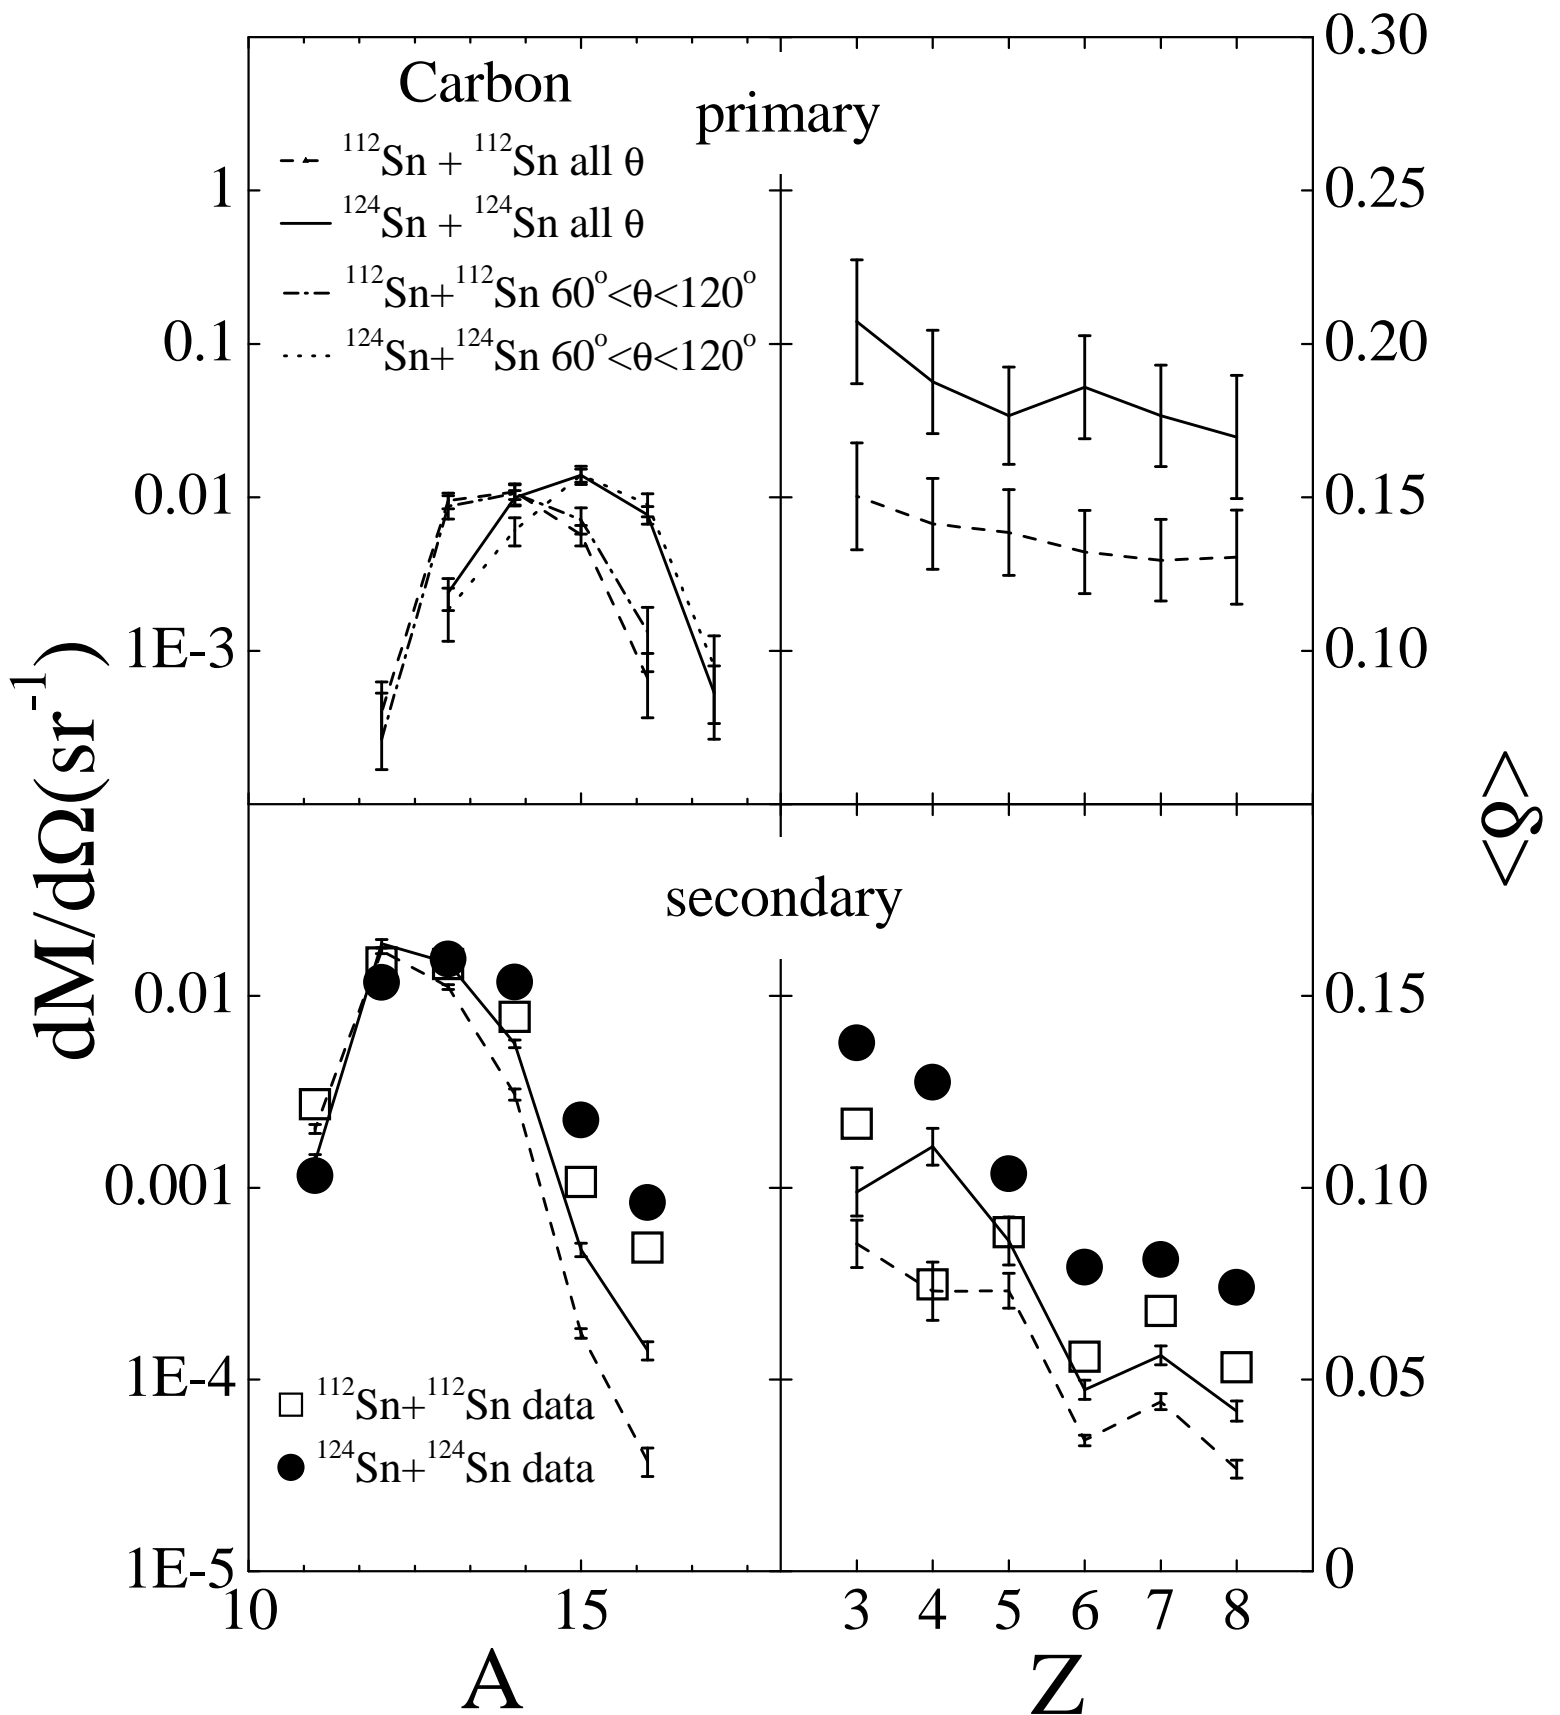 Carbon
primary
¹¹²Sn + ¹¹²Sn all θ
¹²⁴Sn + ¹²⁴Sn all θ
¹¹²Sn+¹¹²Sn 60°<θ<120°
¹²⁴Sn+¹²⁴Sn 60°<θ<120°
1
0.1
0.01
1E-3
0.30
0.25
0.20
0.15
0.10
dM/dΩ(sr⁻¹)
<δ>
secondary
0.01
0.001
1E-4
1E-5
0.15
0.10
0.05
0
¹¹²Sn+¹¹²Sn data
¹²⁴Sn+¹²⁴Sn data
10 15
3 4 5 6 7 8
A
Z